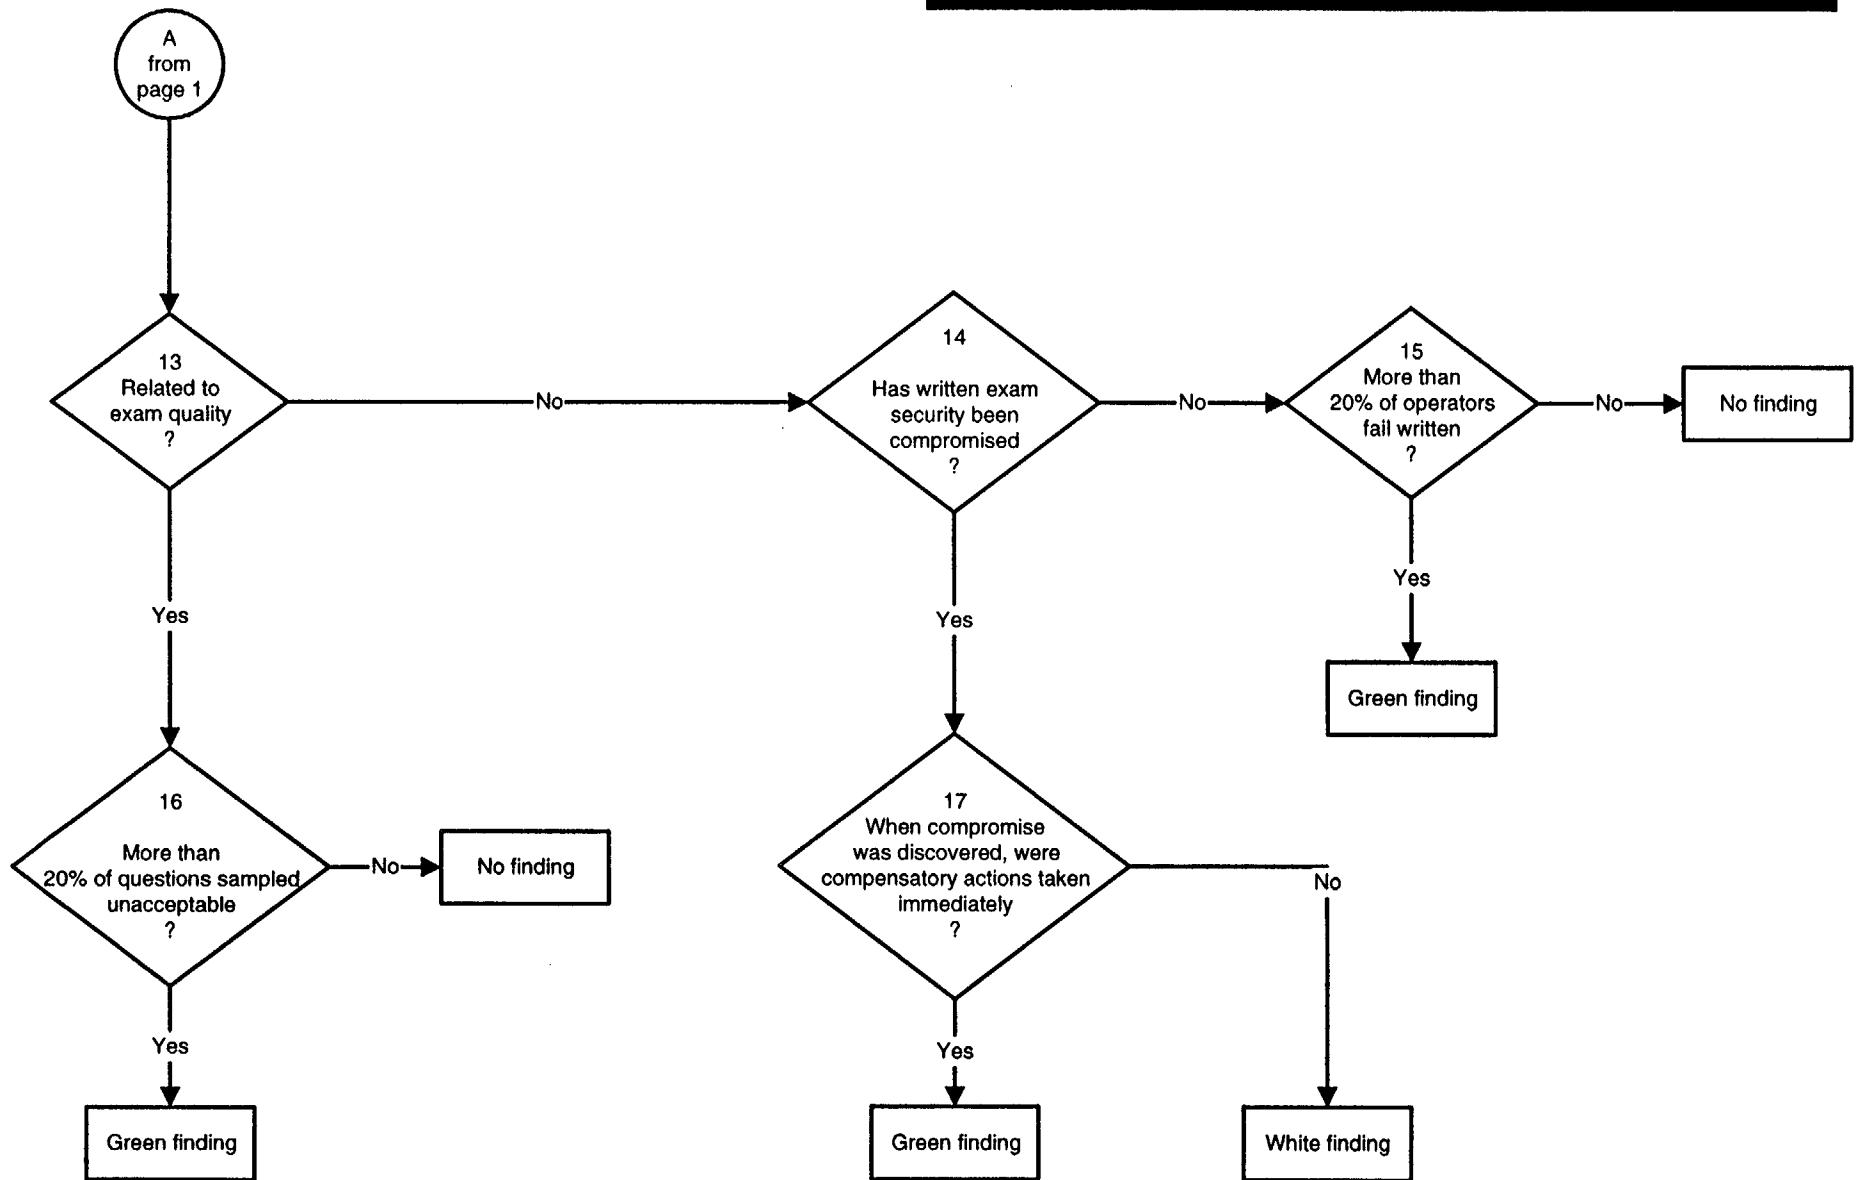 A
from
page 1
13
Related to
exam quality
?
No
14
Has written exam
security been
compromised
?
No
15
More than
20% of operators
fail written
?
No
No finding
Yes
Yes
Yes
Green finding
16
More than
20% of questions sampled
unacceptable
?
No
No finding
17
When compromise
was discovered, were
compensatory actions taken
immediately
?
No
Yes
Yes
Green finding
Green finding
White finding